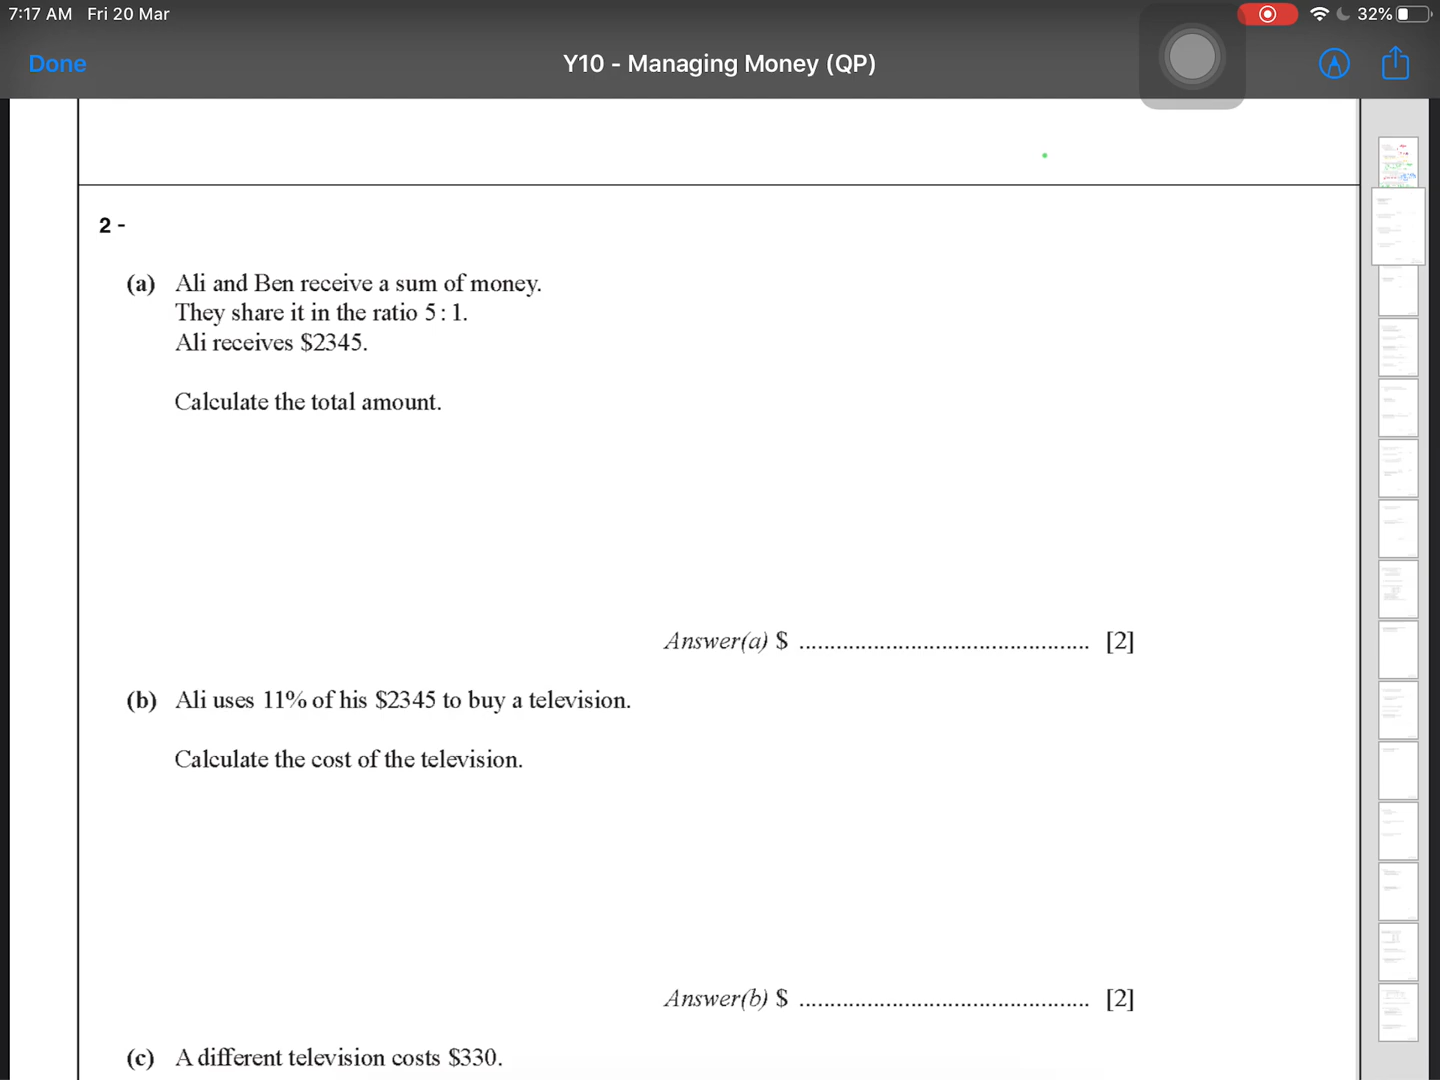 7:17 AM Fri 20 Mar
32%
Done
Y10 - Managing Money (QP)
2 -
(a) Ali and Ben receive a sum of money.
They share it in the ratio 5 : 1.
Ali receives $2345.
Calculate the total amount.
Answer(a) $ ............................................... [2]
(b) Ali uses 11% of his $2345 to buy a television.
Calculate the cost of the television.
Answer(b) $ ............................................... [2]
(c) A different television costs $330.